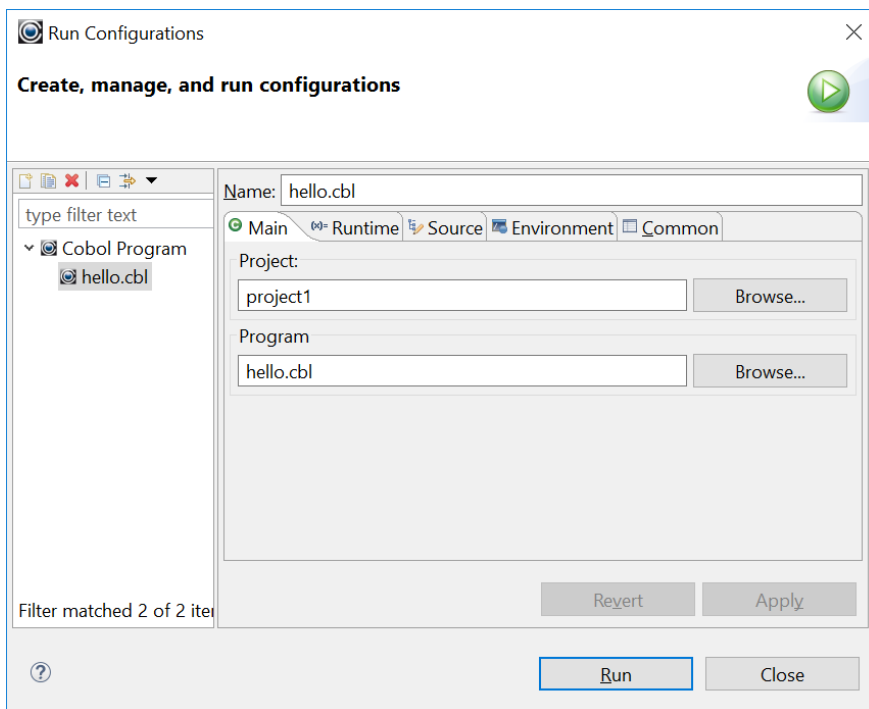 Run Configurations
Create, manage, and run configurations
type filter text
Cobol Program
hello.cbl
Filter matched 2 of 2 iter
Name: hello.cbl
Main Runtime Source Environment Common
Project:
project1 Browse...
Program
hello.cbl Browse...
Revert Apply
Run Close